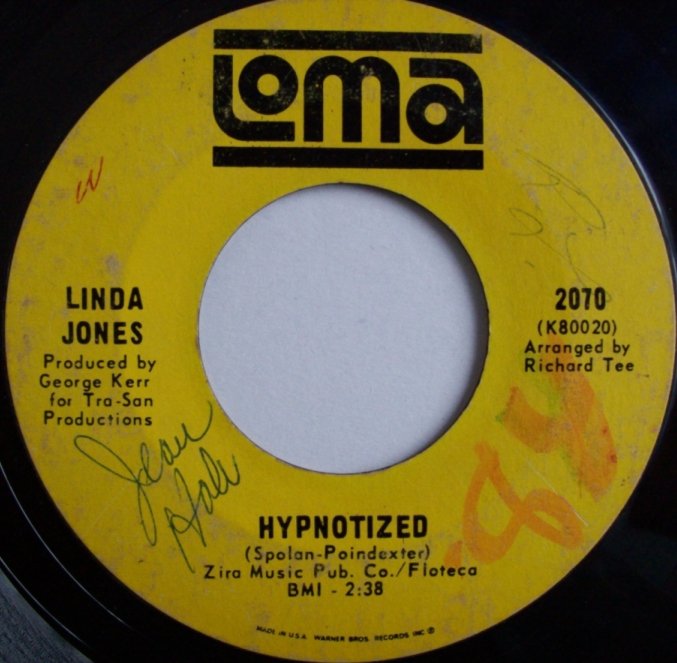 Loma
W
LINDA
JONES
Produced by
George Kerr
for Tra-San
Productions
2070
(K80020)
Arranged by
Richard Tee
Jean
HYPNOTIZED
(Spolan-Poindexter)
Zira Music Pub. Co./Floteca
BMI - 2:38
MADE IN U.S.A. WARNER BROS. RECORDS INC ®